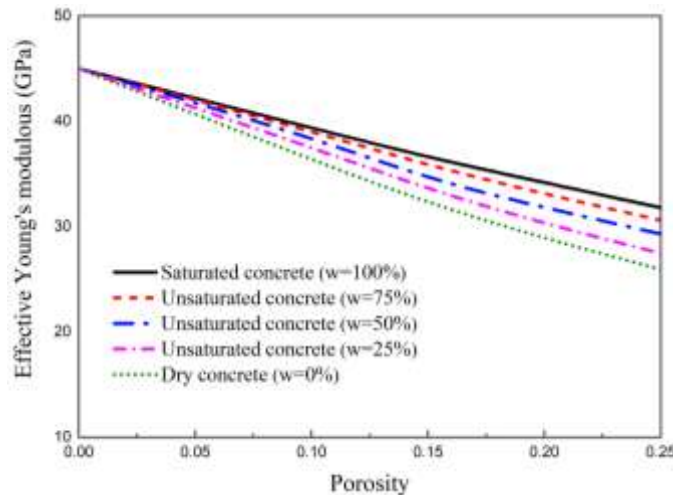 50
40
30
20
10
Effective Young's modulous (GPa)
Saturated concrete (w=100%)
Unsaturated concrete (w=75%)
Unsaturated concrete (w=50%)
Unsaturated concrete (w=25%)
Dry concrete (w=0%)
0.00 0.05 0.10 0.15 0.20 0.25
Porosity